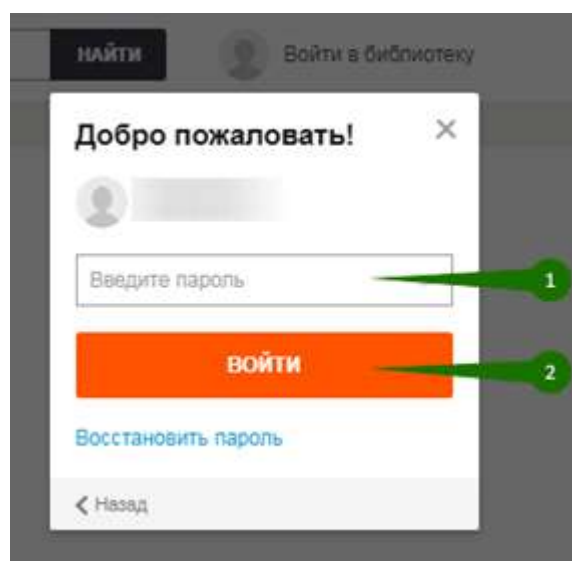 НАЙТИ Войти в библиотеку
Добро пожаловать!
Введите пароль
1
ВОЙТИ
2
Восстановить пароль
Назад